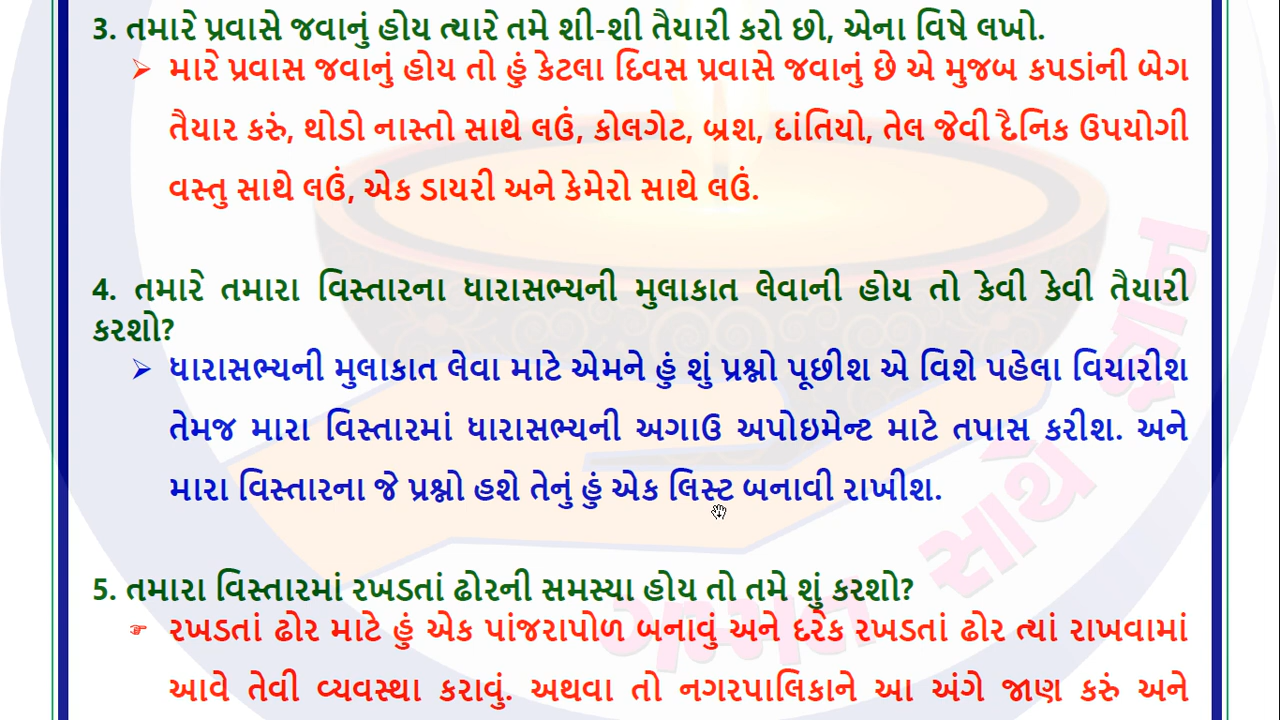 3. તમારે પ્રવાસે જવાનું હોય ત્યારે તમે શી-શી તૈયારી કરો છો, એના વિષે લખો.
➢ મારે પ્રવાસ જવાનું હોય તો હું કેટલા દિવસ પ્રવાસે જવાનું છે એ મુજબ કપડાંની બેગ
તૈયાર કરું, થોડો નાસ્તો સાથે લઉં, કોલગેટ, બ્રશ, દાંતિયો, તેલ જેવી દૈનિક ઉપયોગી
વસ્તુ સાથે લઉં, એક ડાયરી અને કેમેરો સાથે લઉં.
4. તમારે તમારા વિસ્તારના ધારાસભ્યની મુલાકાત લેવાની હોય તો કેવી કેવી તૈયારી
કરશો?
➢ ધારાસભ્યની મુલાકાત લેવા માટે એમને હું શું પ્રશ્નો પૂછીશ એ વિશે પહેલા વિચારીશ
તેમજ મારા વિસ્તારમાં ધારાસભ્યની અગાઉ અપોઇમેન્ટ માટે તપાસ કરીશ. અને
મારા વિસ્તારના જે પ્રશ્નો હશે તેનું હું એક લિસ્ટ બનાવી રાખીશ.
5. તમારા વિસ્તારમાં રખડતાં ઢોરની સમસ્યા હોય તો તમે શું કરશો?
☞ રખડતાં ઢોર માટે હું એક પાંજરાપોળ બનાવું અને દરેક રખડતાં ઢોર ત્યાં રાખવામાં
આવે તેવી વ્યવસ્થા કરાવું. અથવા તો નગરપાલિકાને આ અંગે જાણ કરું અને
ગમ્મત સાથે જ્ઞાન